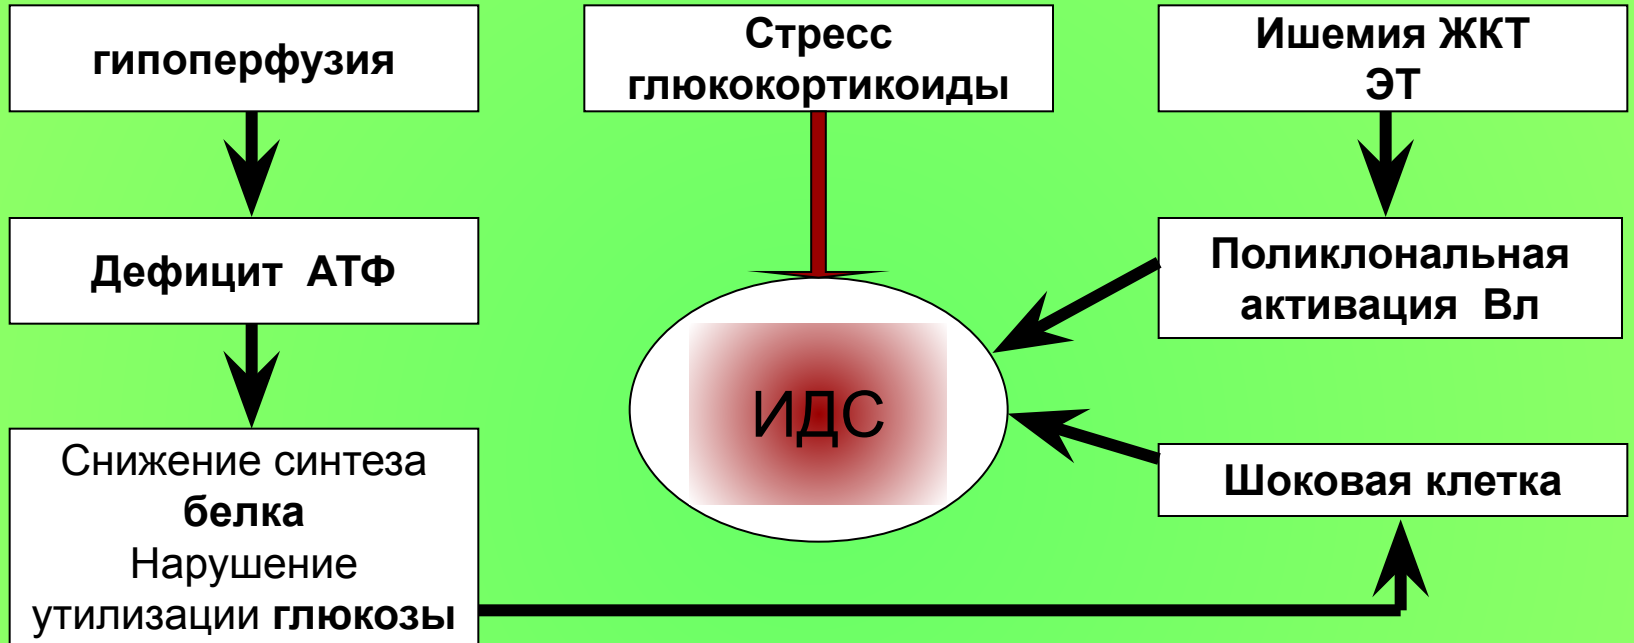 гипоперфузия
Стресс
глюкокортикоиды
Ишемия ЖКТ
ЭТ
Дефицит АТФ
Поликлональная
активация Вл
ИДС
Снижение синтеза
белка
Нарушение
утилизации глюкозы
Шоковая клетка